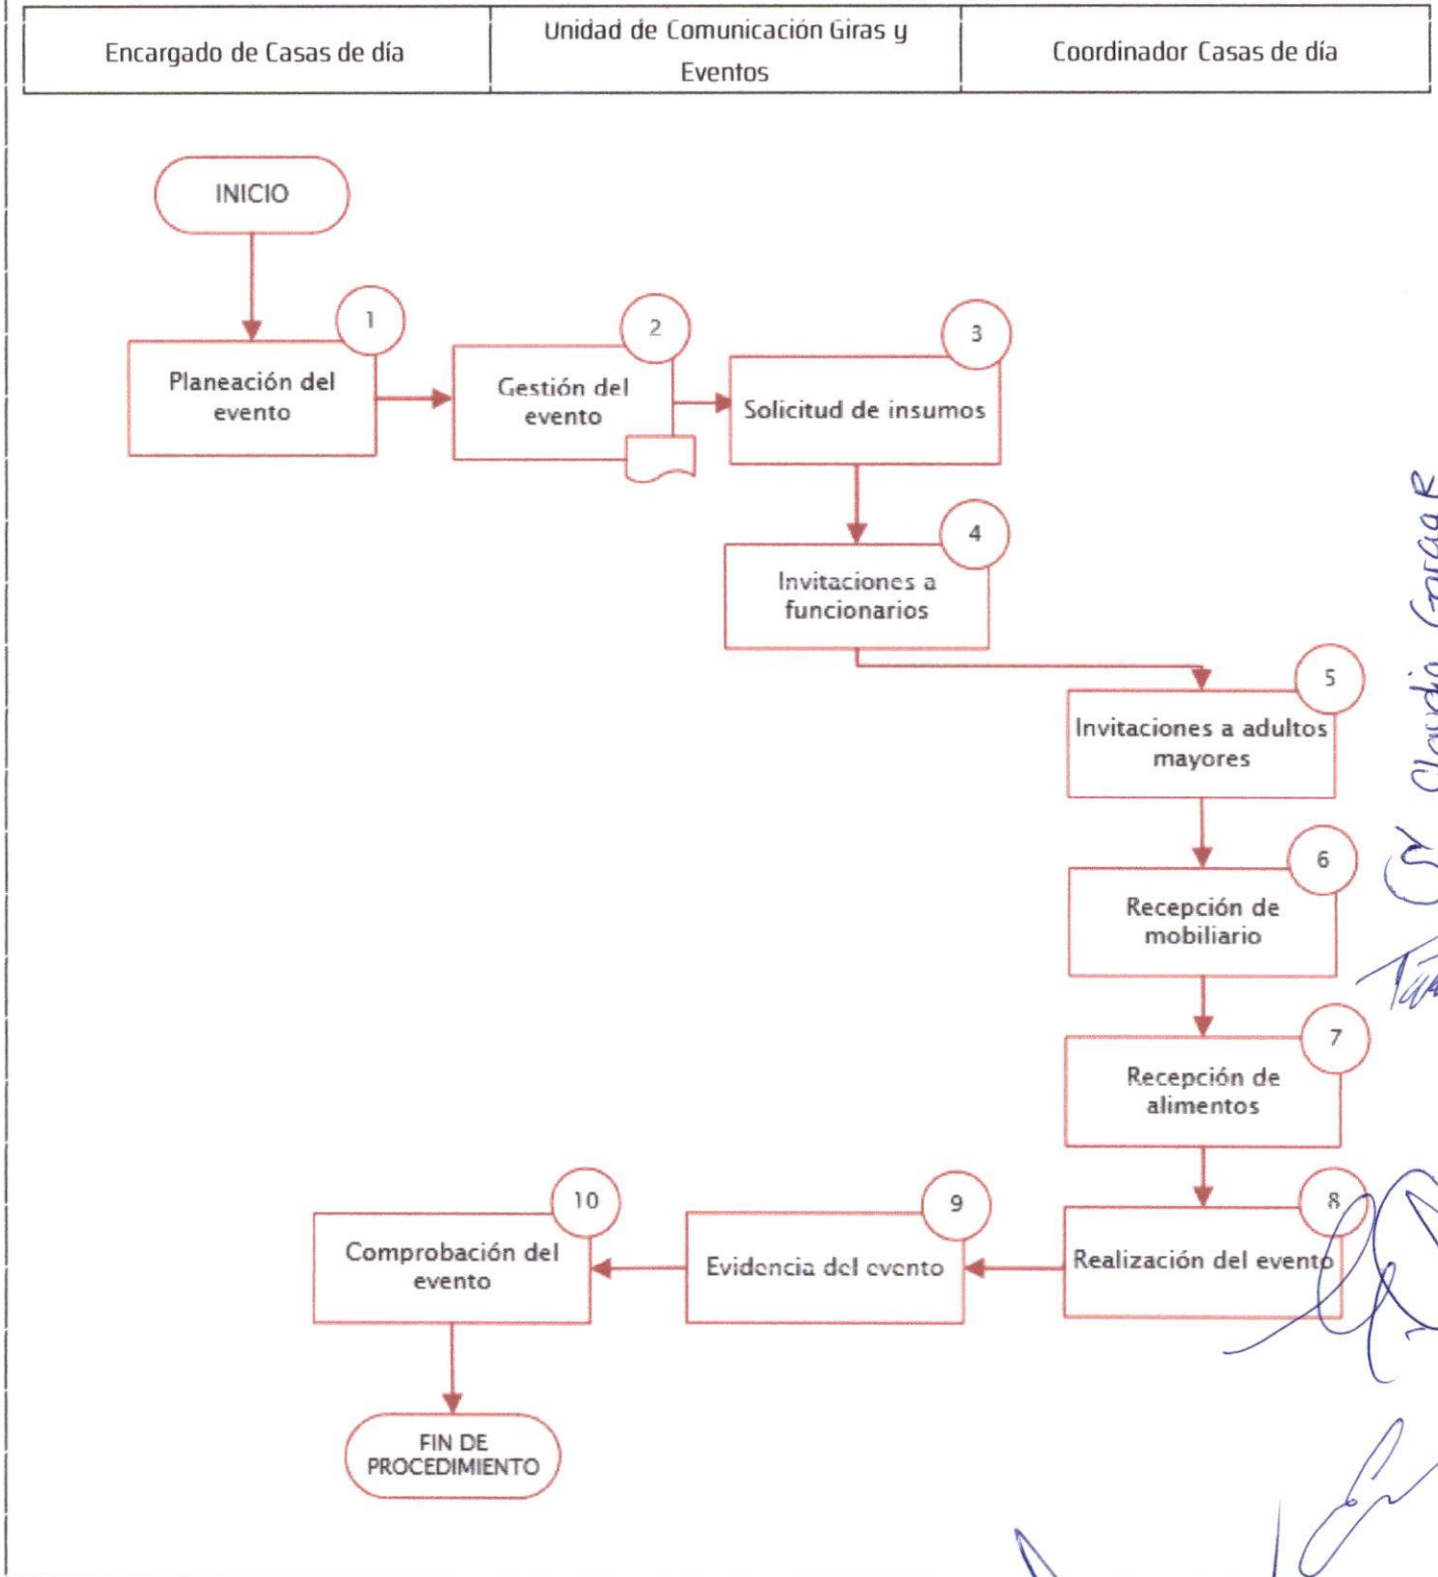 Encargado de Casas de día
Unidad de Comunicación Giras y
Eventos
Coordinador Casas de día
INICIO
1
Planeación del
evento
2
Gestión del
evento
3
Solicitud de insumos
4
Invitaciones a
funcionarios
5
Invitaciones a adultos
mayores
6
Recepción de
mobiliario
7
Recepción de
alimentos
8
Realización del evento
9
Evidencia del evento
10
Comprobación del
evento
FIN DE
PROCEDIMIENTO